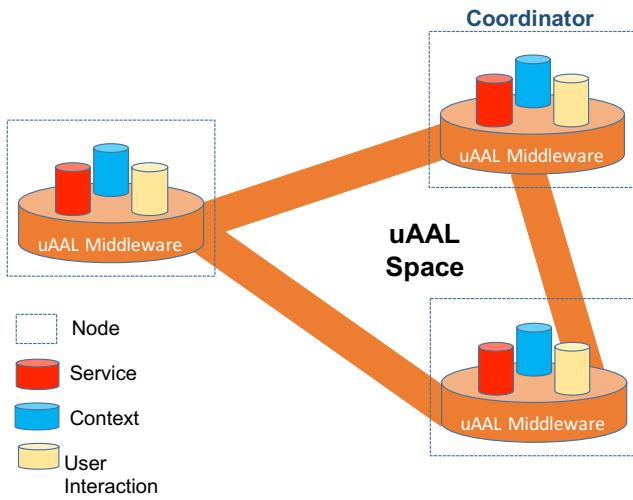 Coordinator
uAAL Middleware
uAAL Middleware
uAAL
Space
uAAL Middleware
Node
Service
Context
User
Interaction